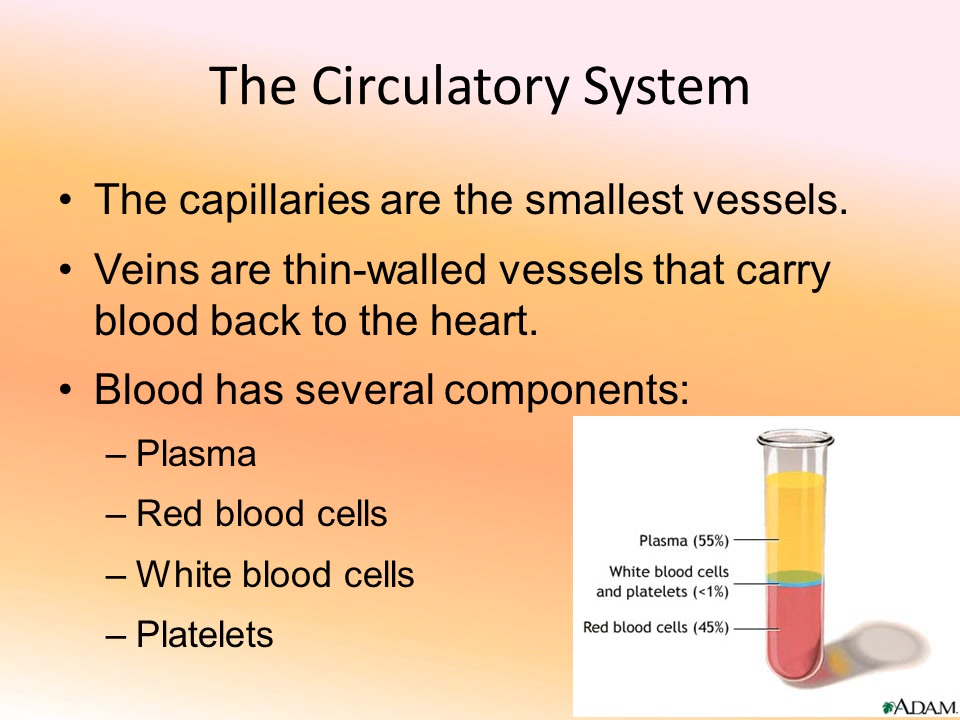 The Circulatory System
• The capillaries are the smallest vessels.
• Veins are thin-walled vessels that carry
blood back to the heart.
• Blood has several components:
– Plasma
– Red blood cells
– White blood cells
– Platelets
Plasma (55%)
White blood cells
and platelets (<1%)
Red blood cells (45%)
ADAM.